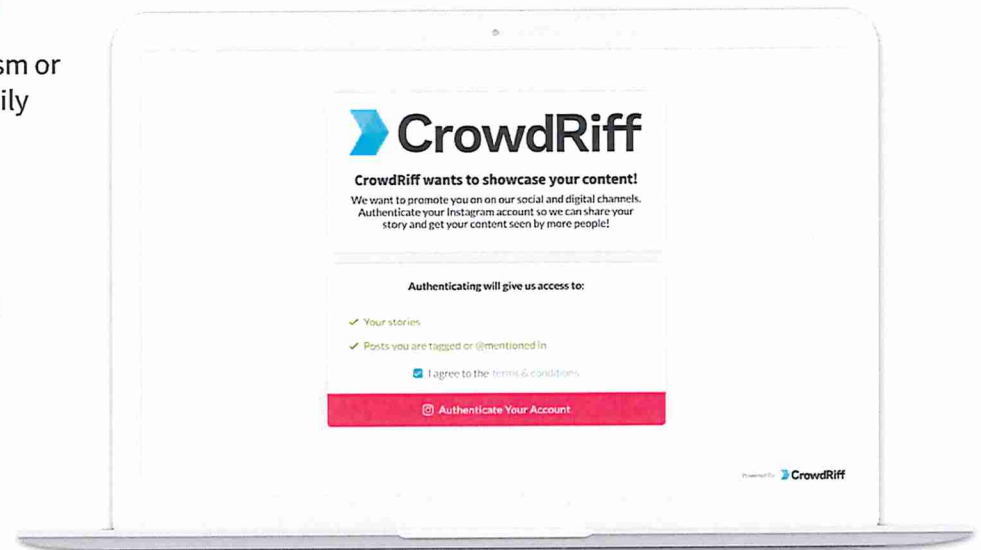 sm or
ily
CrowdRiff
CrowdRiff wants to showcase your content!
We want to promote you on on our social and digital channels.
Authenticate your Instagram account so we can share your
story and get your content seen by more people!
Authenticating will give us access to:
Your stories
Posts you are tagged or @mentioned in
I agree to the terms & conditions
Authenticate Your Account
Powered By CrowdRiff